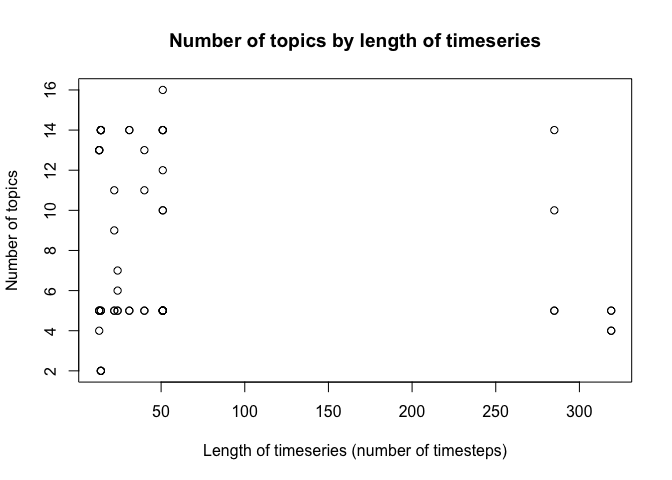 Number of topics by length of timeseries
Number of topics
16
14
12
10
8
6
4
2
50 100 150 200 250 300
Length of timeseries (number of timesteps)